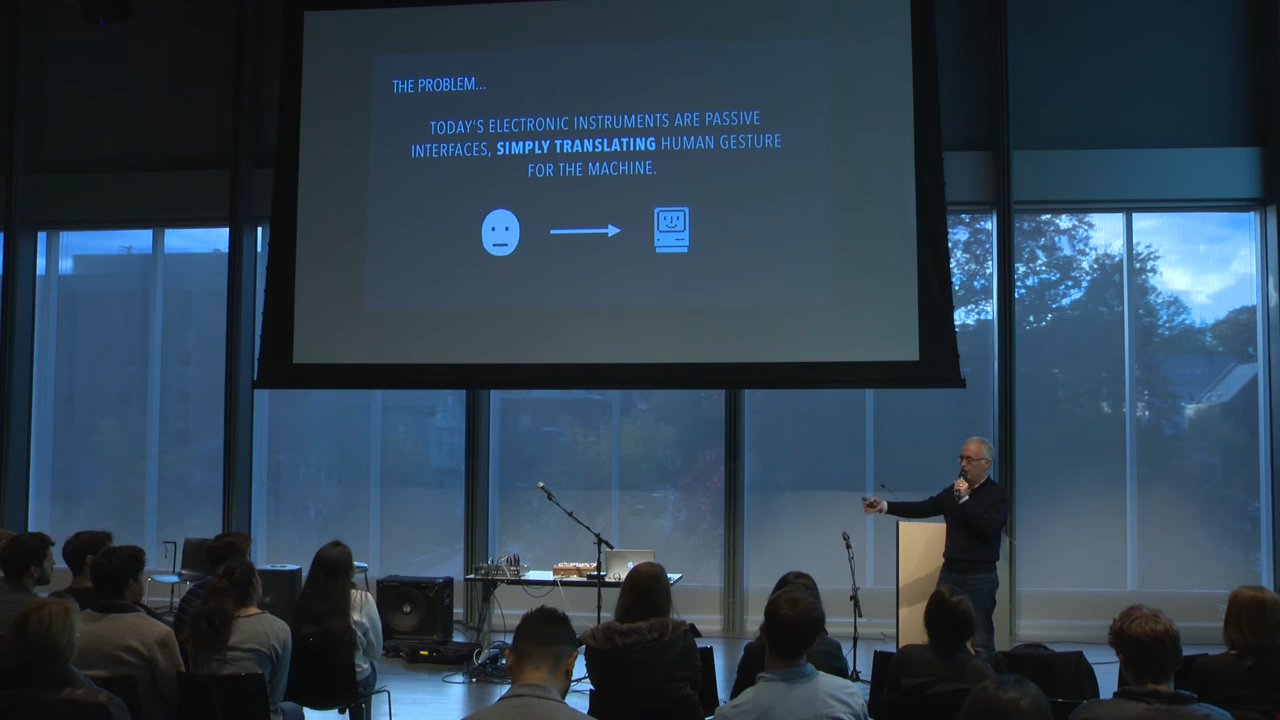 THE PROBLEM...
TODAY'S ELECTRONIC INSTRUMENTS ARE PASSIVE
INTERFACES, SIMPLY TRANSLATING HUMAN GESTURE
FOR THE MACHINE.